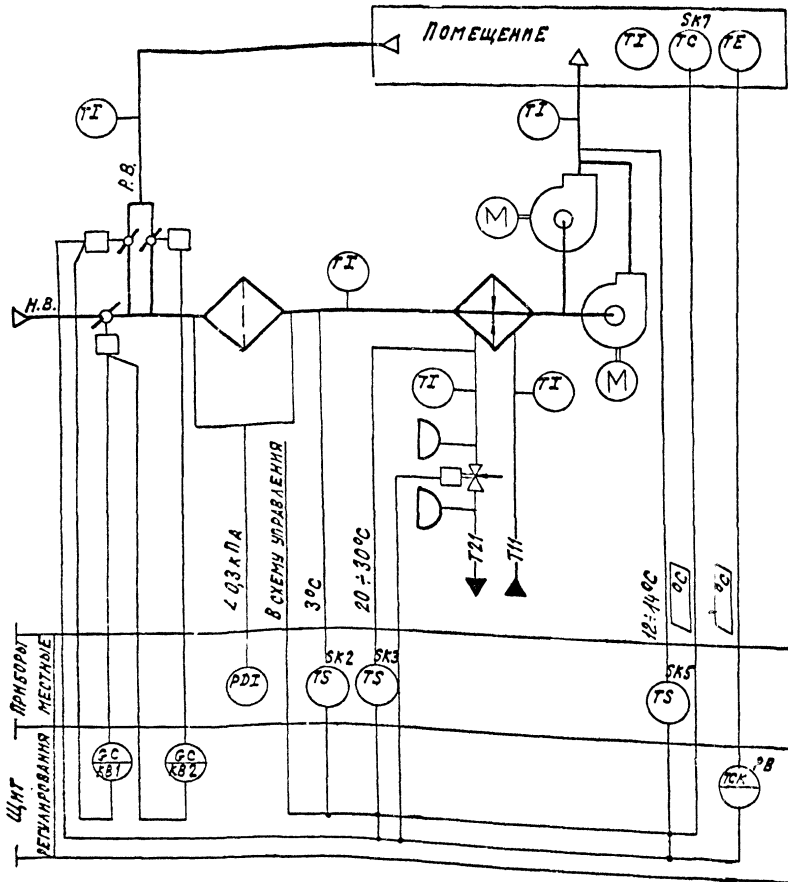 ПОМЕЩЕНИЕ
SK7
TI
TC
TE
TI
TI
Р.В.
M
Н.В.
TI
M
TI
TI
< 0,3 кПа
В СХЕМУ УПРАВЛЕНИЯ
3°C
20÷30°C
T21
T11
12÷14°C
°C
°C
ПРИБОРЫ
МЕСТНЫЕ
PDI
SK2
TS
SK3
TS
SK5
TS
ЩИТ
РЕГУЛИРОВАНИЯ
GC
KB1
GC
KB2
TCK